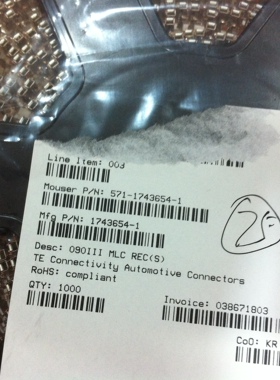 Line Item: 003
Mouser P/N: 571-1743654-1
Mfg P/N: 1743654-1
Desc: 090III MLC REC(S)
TE Connectivity Automotive Connectors
RoHS: compliant
QTY: 1000
Invoice: 038671803
CoO: KR